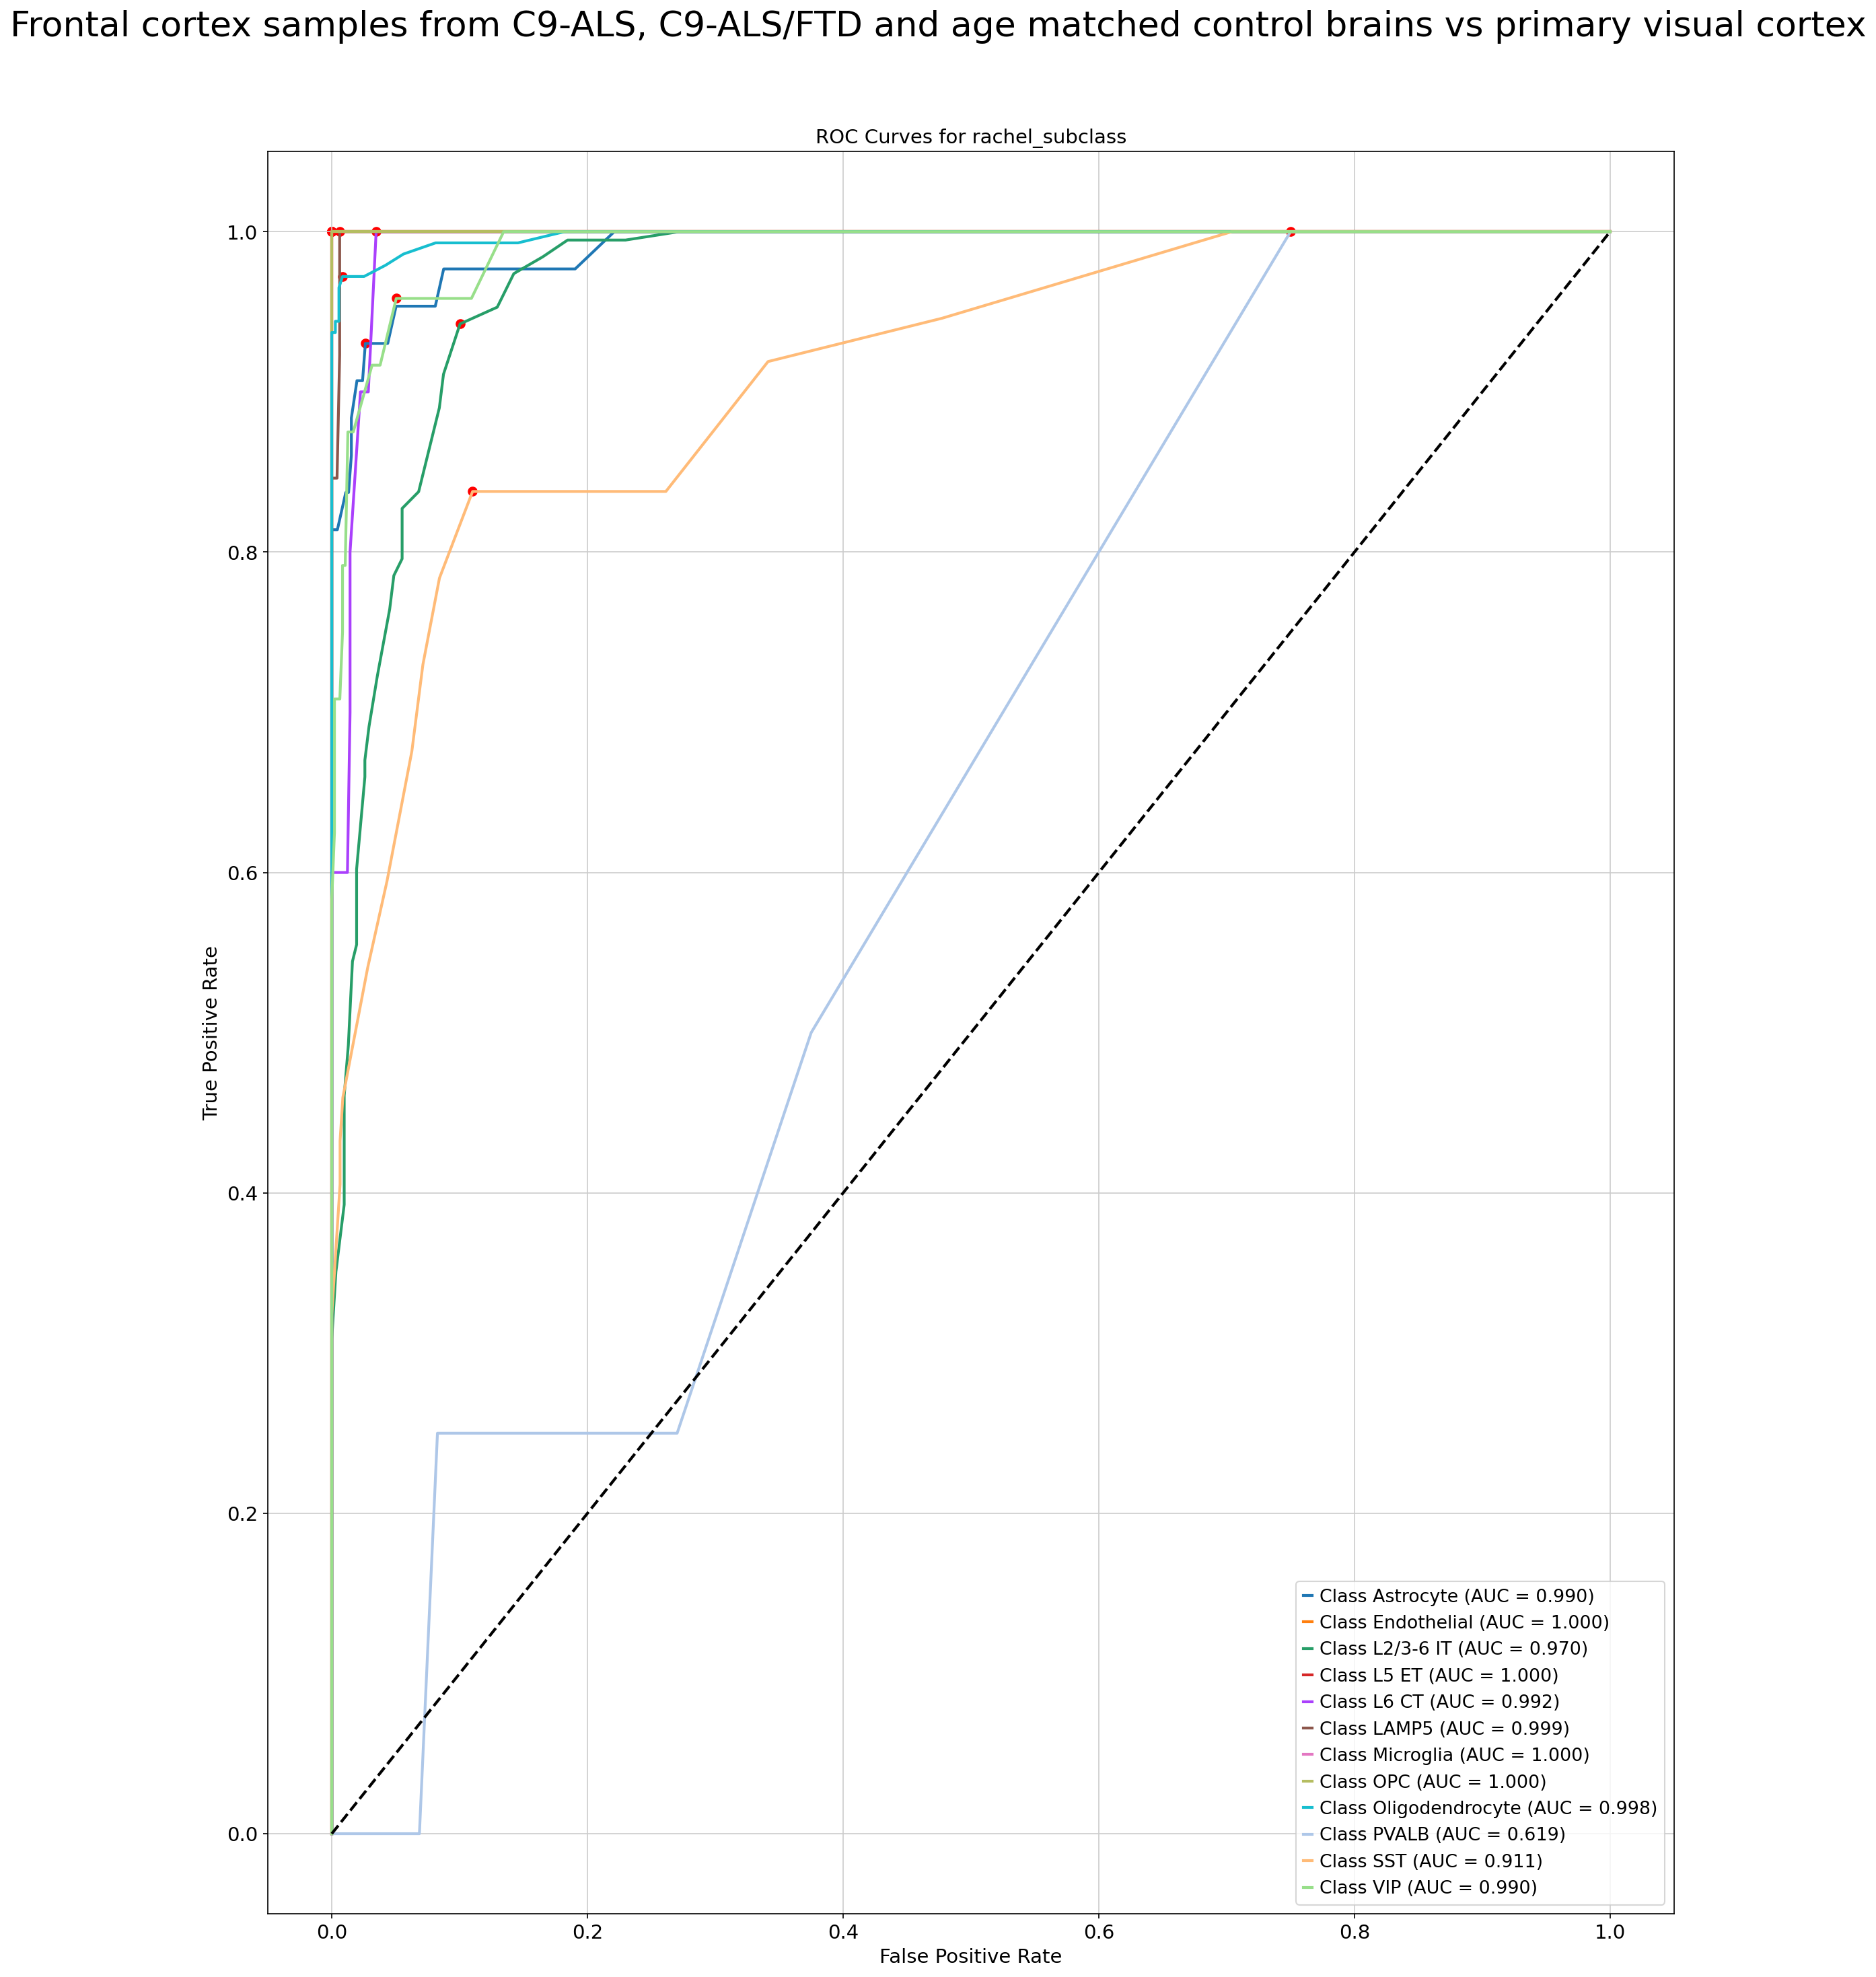 Frontal cortex samples from C9-ALS, C9-ALS/FTD and age matched control brains vs primary visual cortex
ROC Curves for rachel_subclass
1.0
0.8
0.6
0.4
0.2
0.0
True Positive Rate
Class Astrocyte (AUC = 0.990)
Class Endothelial (AUC = 1.000)
Class L2/3-6 IT (AUC = 0.970)
Class L5 ET (AUC = 1.000)
Class L6 CT (AUC = 0.992)
Class LAMP5 (AUC = 0.999)
Class Microglia (AUC = 1.000)
Class OPC (AUC = 1.000)
Class Oligodendrocyte (AUC = 0.998)
Class PVALB (AUC = 0.619)
Class SST (AUC = 0.911)
Class VIP (AUC = 0.990)
0.0 0.2 0.4 0.6 0.8 1.0
False Positive Rate